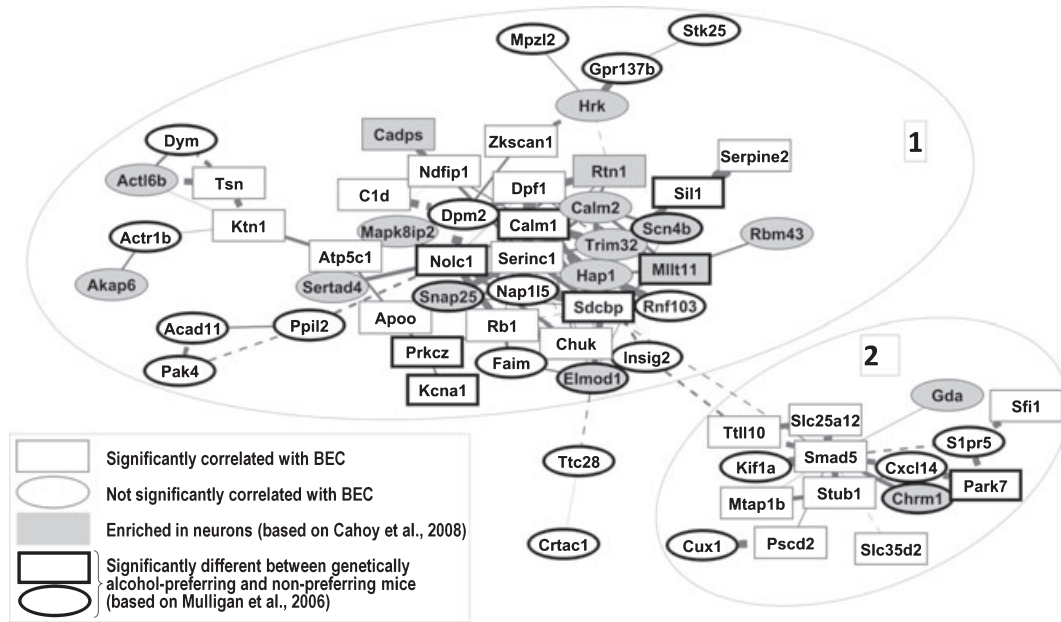 Mpzl2
Stk25
Gpr137b
Hrk
1
Dym
Cadps
Zkscan1
Serpine2
Actl6b
Tsn
Ndfip1
Rtn1
C1d
Dpf1
Sil1
Ktn1
Dpm2
Calm1
Calm2
Scn4b
Actr1b
Mapk8ip2
Trim32
Rbm43
Atp5c1
Nolc1
Serinc1
Hap1
Mllt11
Akap6
Sertad4
Snap25
Nap1l5
Sdcbp
Rnf103
Acad11
Ppil2
Apoo
Rb1
Chuk
Pak4
Prkcz
Faim
Insig2
Kcna1
Elmod1
2
Gda
Sfi1
Ttll10
Slc25a12
S1pr5
Ttc28
Kif1a
Smad5
Cxcl14
Park7
Mtap1b
Stub1
Chrm1
Crtac1
Cux1
Pscd2
Slc35d2
Significantly correlated with BEC
Not significantly correlated with BEC
Enriched in neurons (based on Cahoy et al., 2008)
Significantly different between genetically
alcohol-preferring and non-preferring mice
(based on Mulligan et al., 2006)